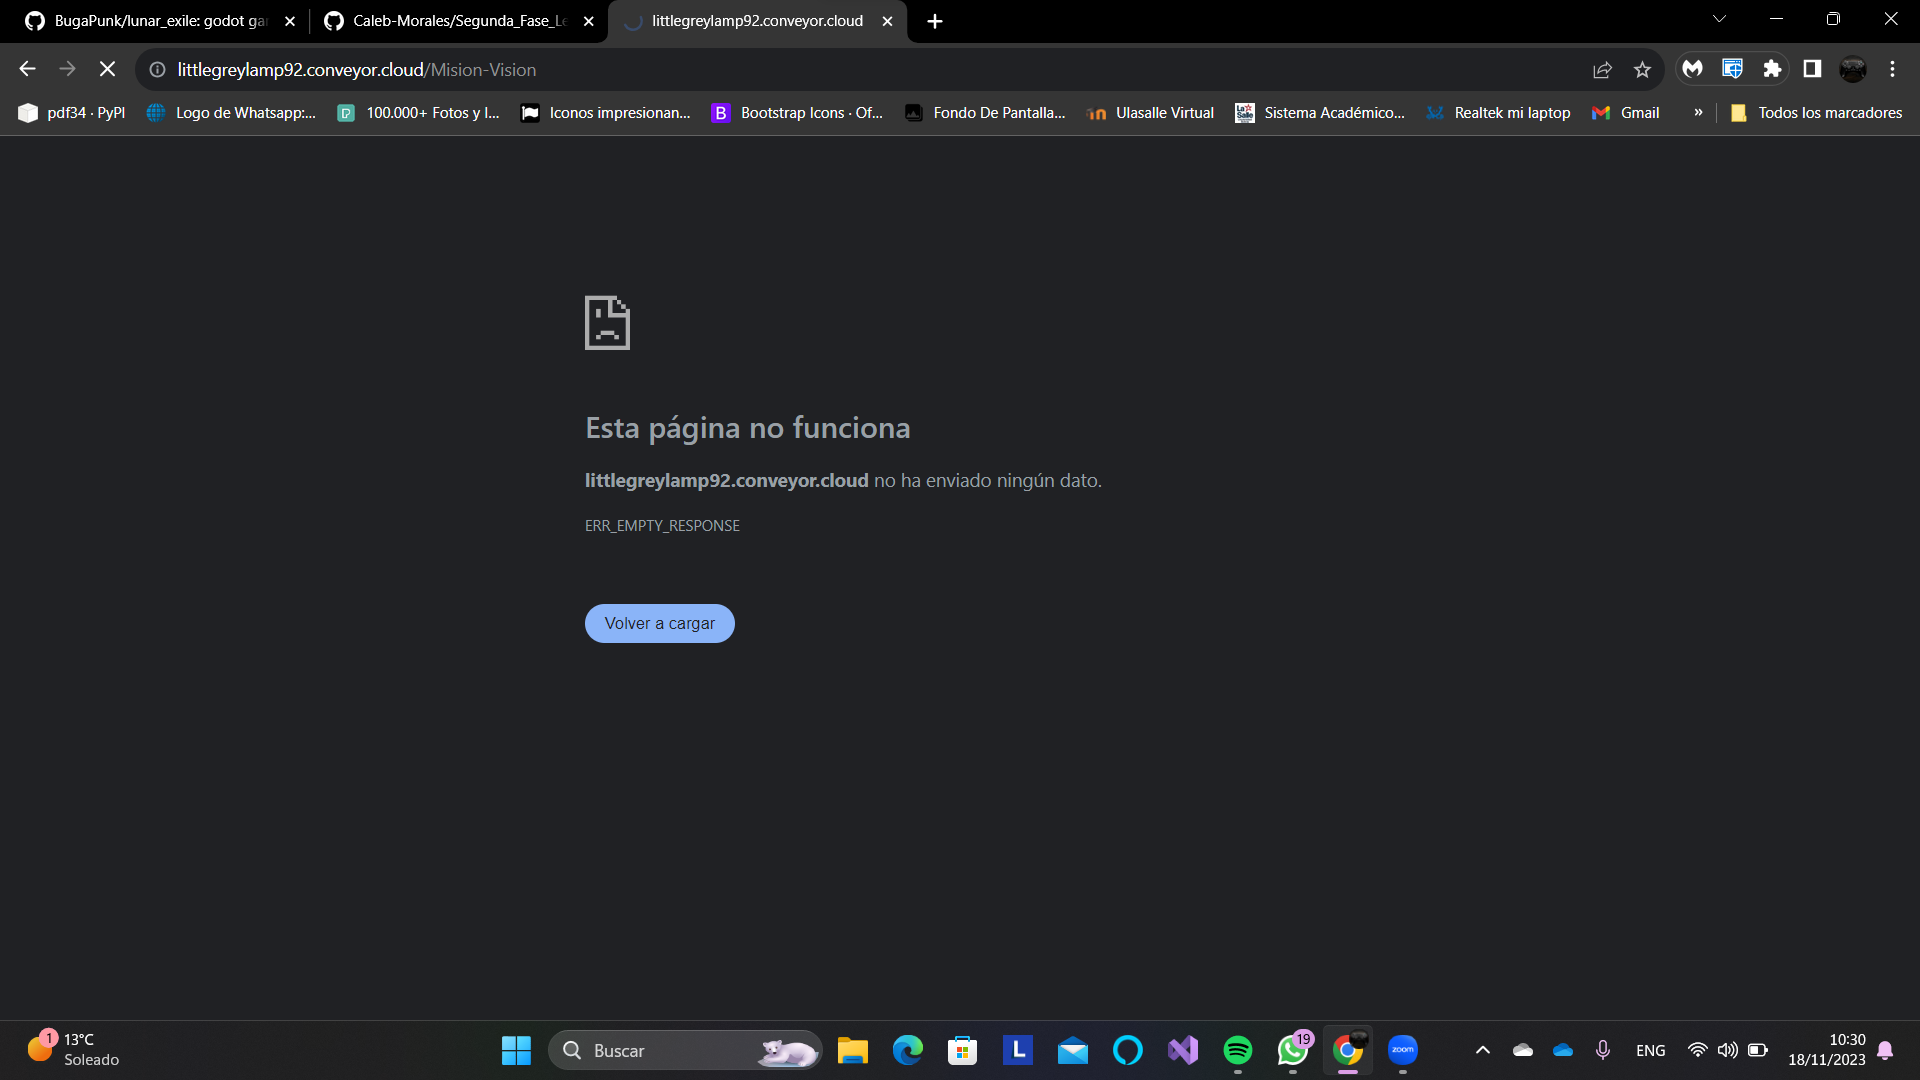 BugaPunk/lunar_exile: godot ga
Caleb-Morales/Segunda_Fase_Le
littlegreylamp92.conveyor.cloud
littlegreylamp92.conveyor.cloud/Mision-Vision
pdf34 · PyPI
Logo de Whatsapp:...
100.000+ Fotos y I...
Iconos impresionan...
Bootstrap Icons · Of...
Fondo De Pantalla...
Ulasalle Virtual
Sistema Académico...
Realtek mi laptop
Gmail
»
Todos los marcadores
Esta página no funciona
littlegreylamp92.conveyor.cloud no ha enviado ningún dato.
ERR_EMPTY_RESPONSE
Volver a cargar
1
13°C
Soleado
Buscar
L
19
zoom
ENG
10:30
18/11/2023